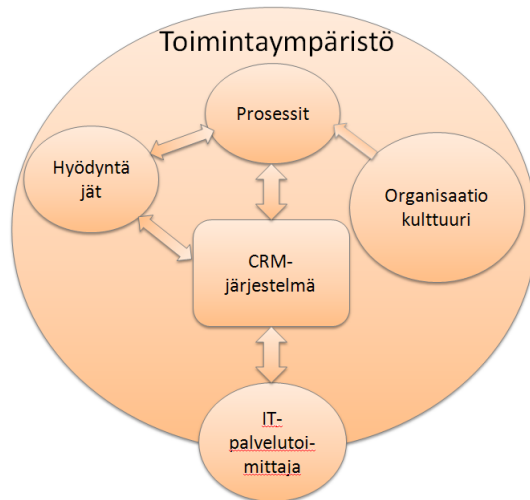 Toimintaympäristö
Prosessit
Hyödyntä
jät
Organisaatio
kulttuuri
CRM-
järjestelmä
IT-
palvelutoi-
mittaja